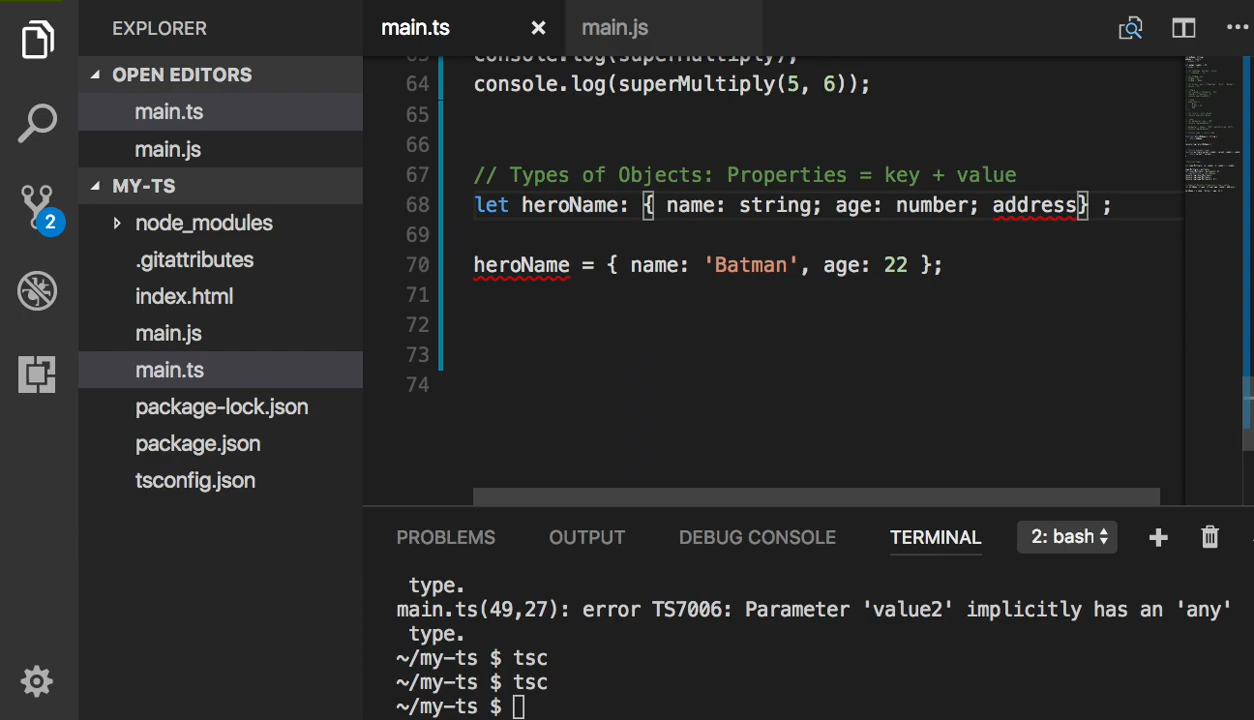 EXPLORER
OPEN EDITORS
main.ts
main.js
MY-TS
node_modules
.gitattributes
index.html
main.js
main.ts
package-lock.json
package.json
tsconfig.json
2
main.ts
main.js
63 console.log(superMultiply);
64 console.log(superMultiply(5, 6));
65
66
67 // Types of Objects: Properties = key + value
68 let heroName: { name: string; age: number; address} ;
69
70 heroName = { name: 'Batman', age: 22 };
71
72
73
74
PROBLEMS OUTPUT DEBUG CONSOLE TERMINAL 2: bash
type.
main.ts(49,27): error TS7006: Parameter 'value2' implicitly has an 'any'
type.
~/my-ts $ tsc
~/my-ts $ tsc
~/my-ts $